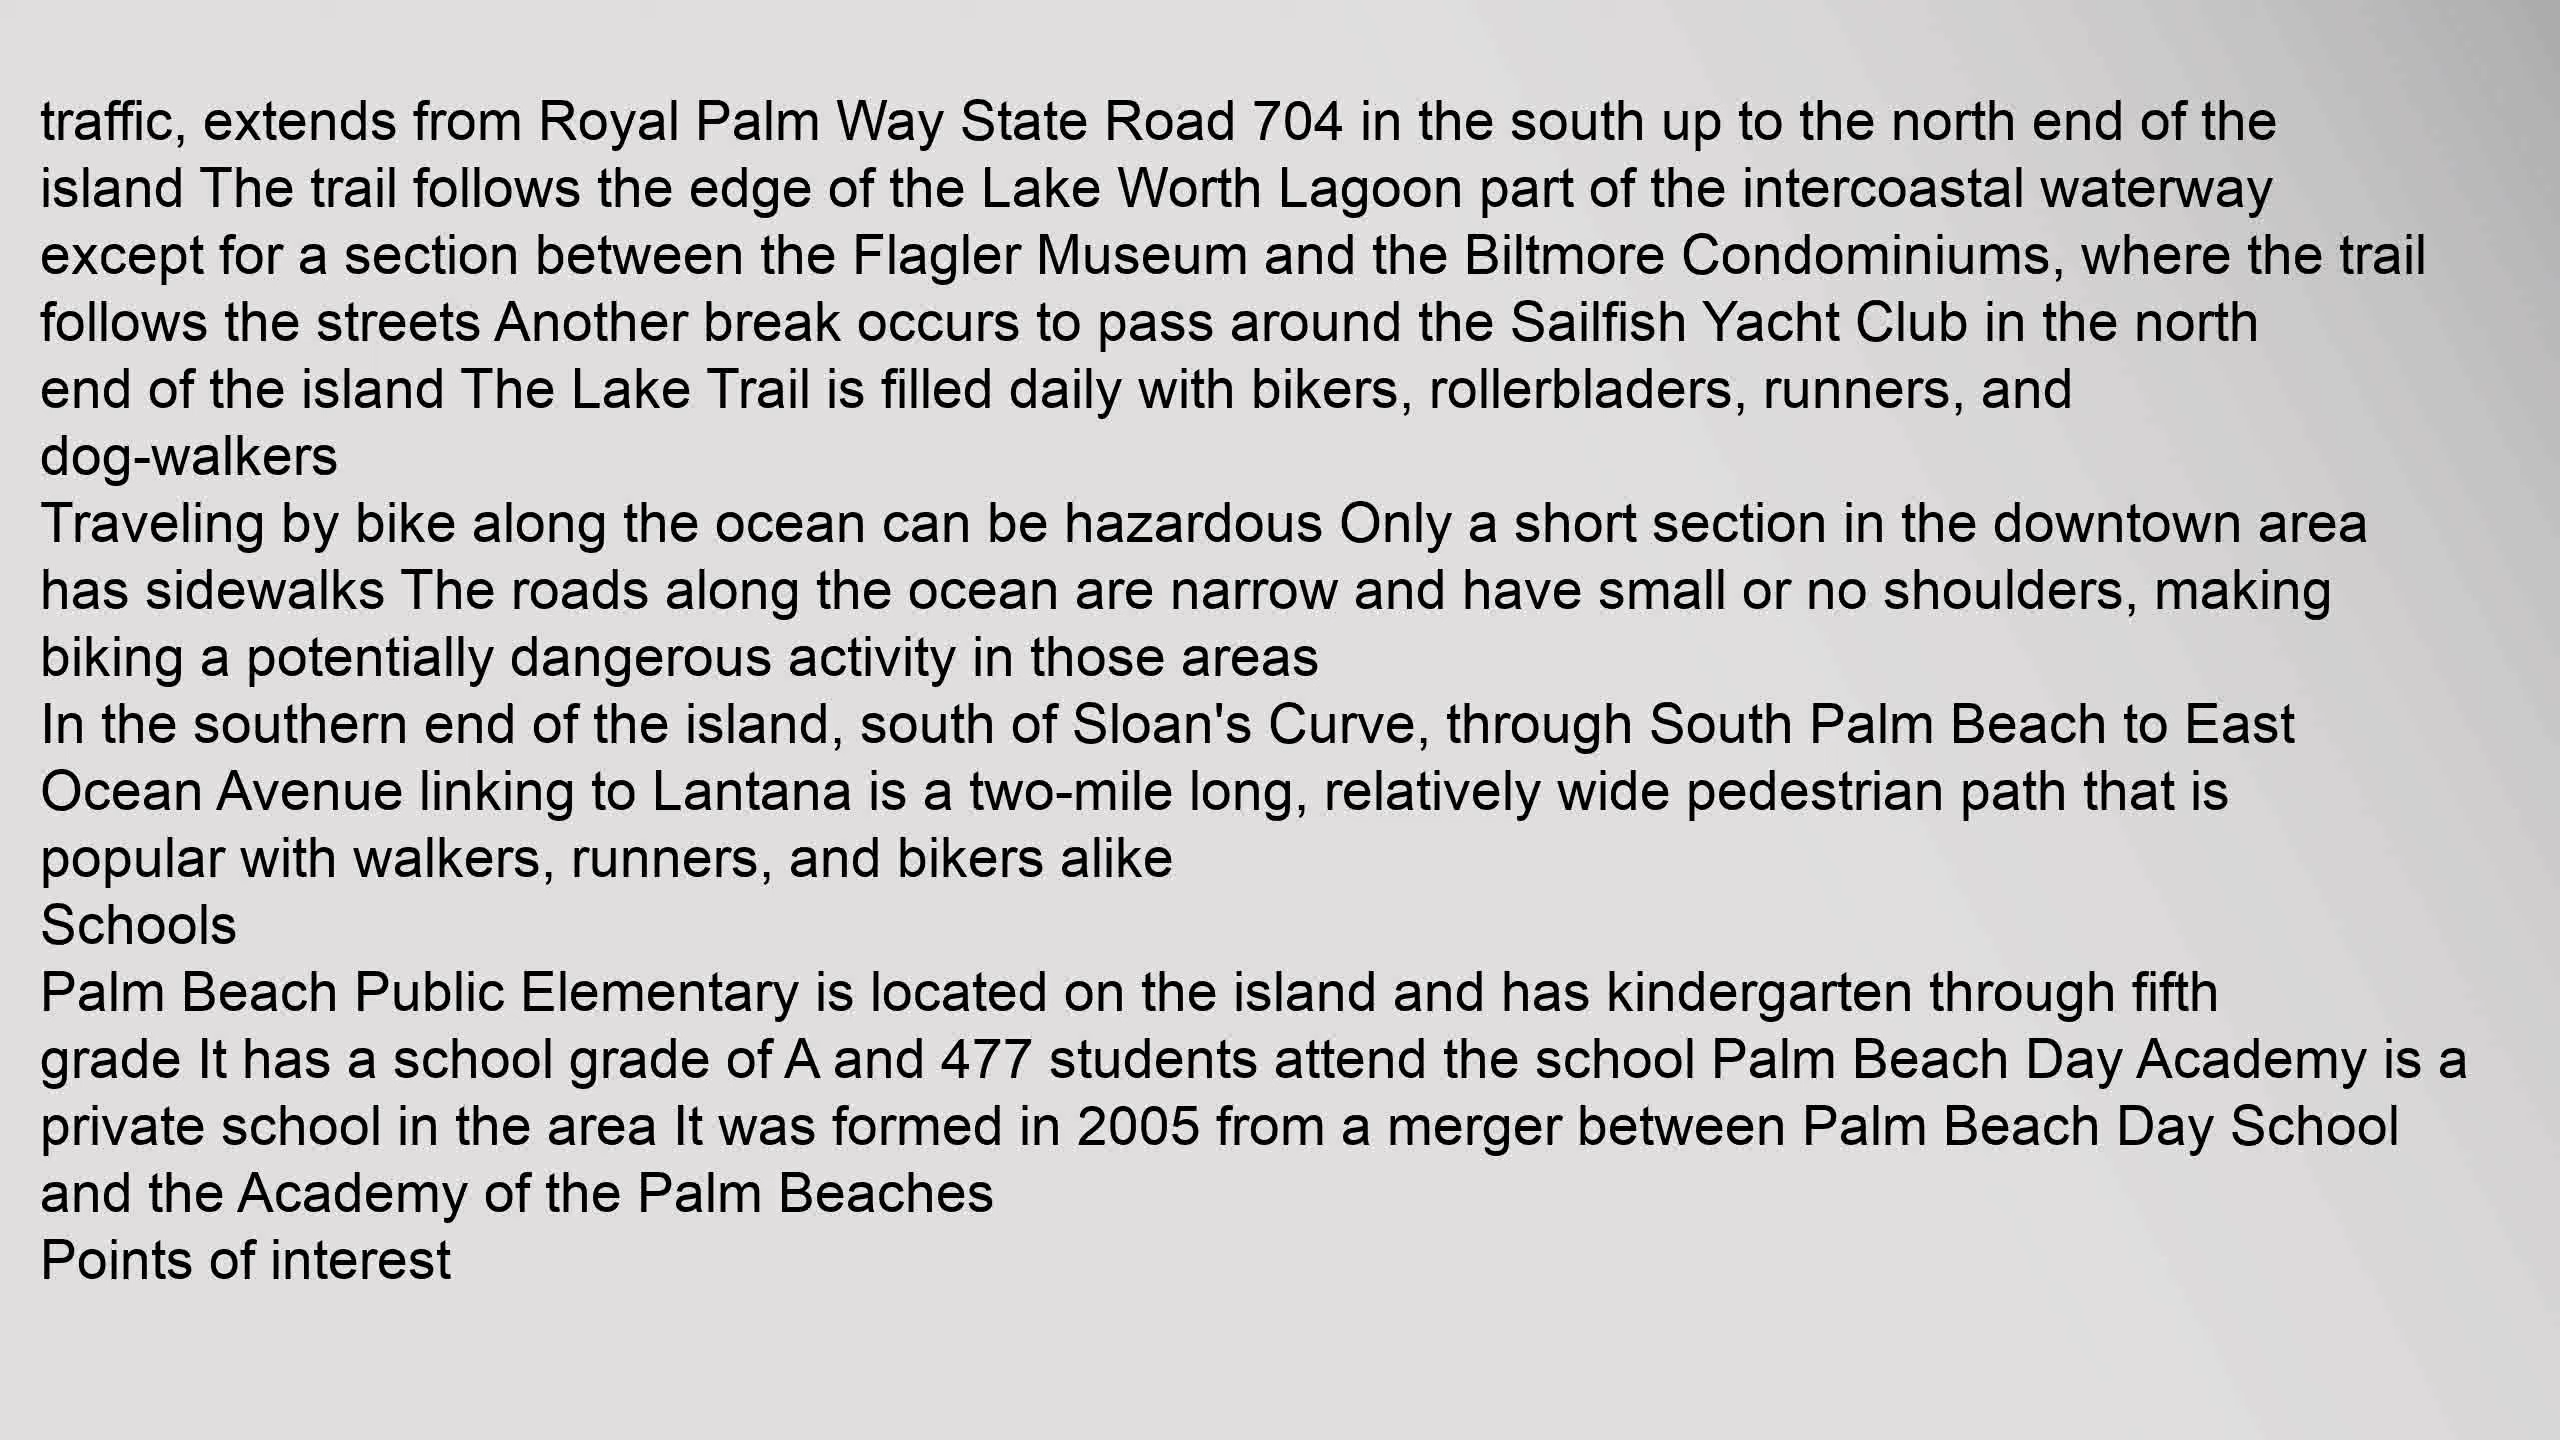 traffic, extends from Royal Palm Way State Road 704 in the south up to the north end of the
island The trail follows the edge of the Lake Worth Lagoon part of the intercoastal waterway
except for a section between the Flagler Museum and the Biltmore Condominiums, where the trail
follows the streets Another break occurs to pass around the Sailfish Yacht Club in the north
end of the island The Lake Trail is filled daily with bikers, rollerbladers, runners, and
dog-walkers
Traveling by bike along the ocean can be hazardous Only a short section in the downtown area
has sidewalks The roads along the ocean are narrow and have small or no shoulders, making
biking a potentially dangerous activity in those areas
In the southern end of the island, south of Sloan's Curve, through South Palm Beach to East
Ocean Avenue linking to Lantana is a two-mile long, relatively wide pedestrian path that is
popular with walkers, runners, and bikers alike
Schools
Palm Beach Public Elementary is located on the island and has kindergarten through fifth
grade It has a school grade of A and 477 students attend the school Palm Beach Day Academy is a
private school in the area It was formed in 2005 from a merger between Palm Beach Day School
and the Academy of the Palm Beaches
Points of interest